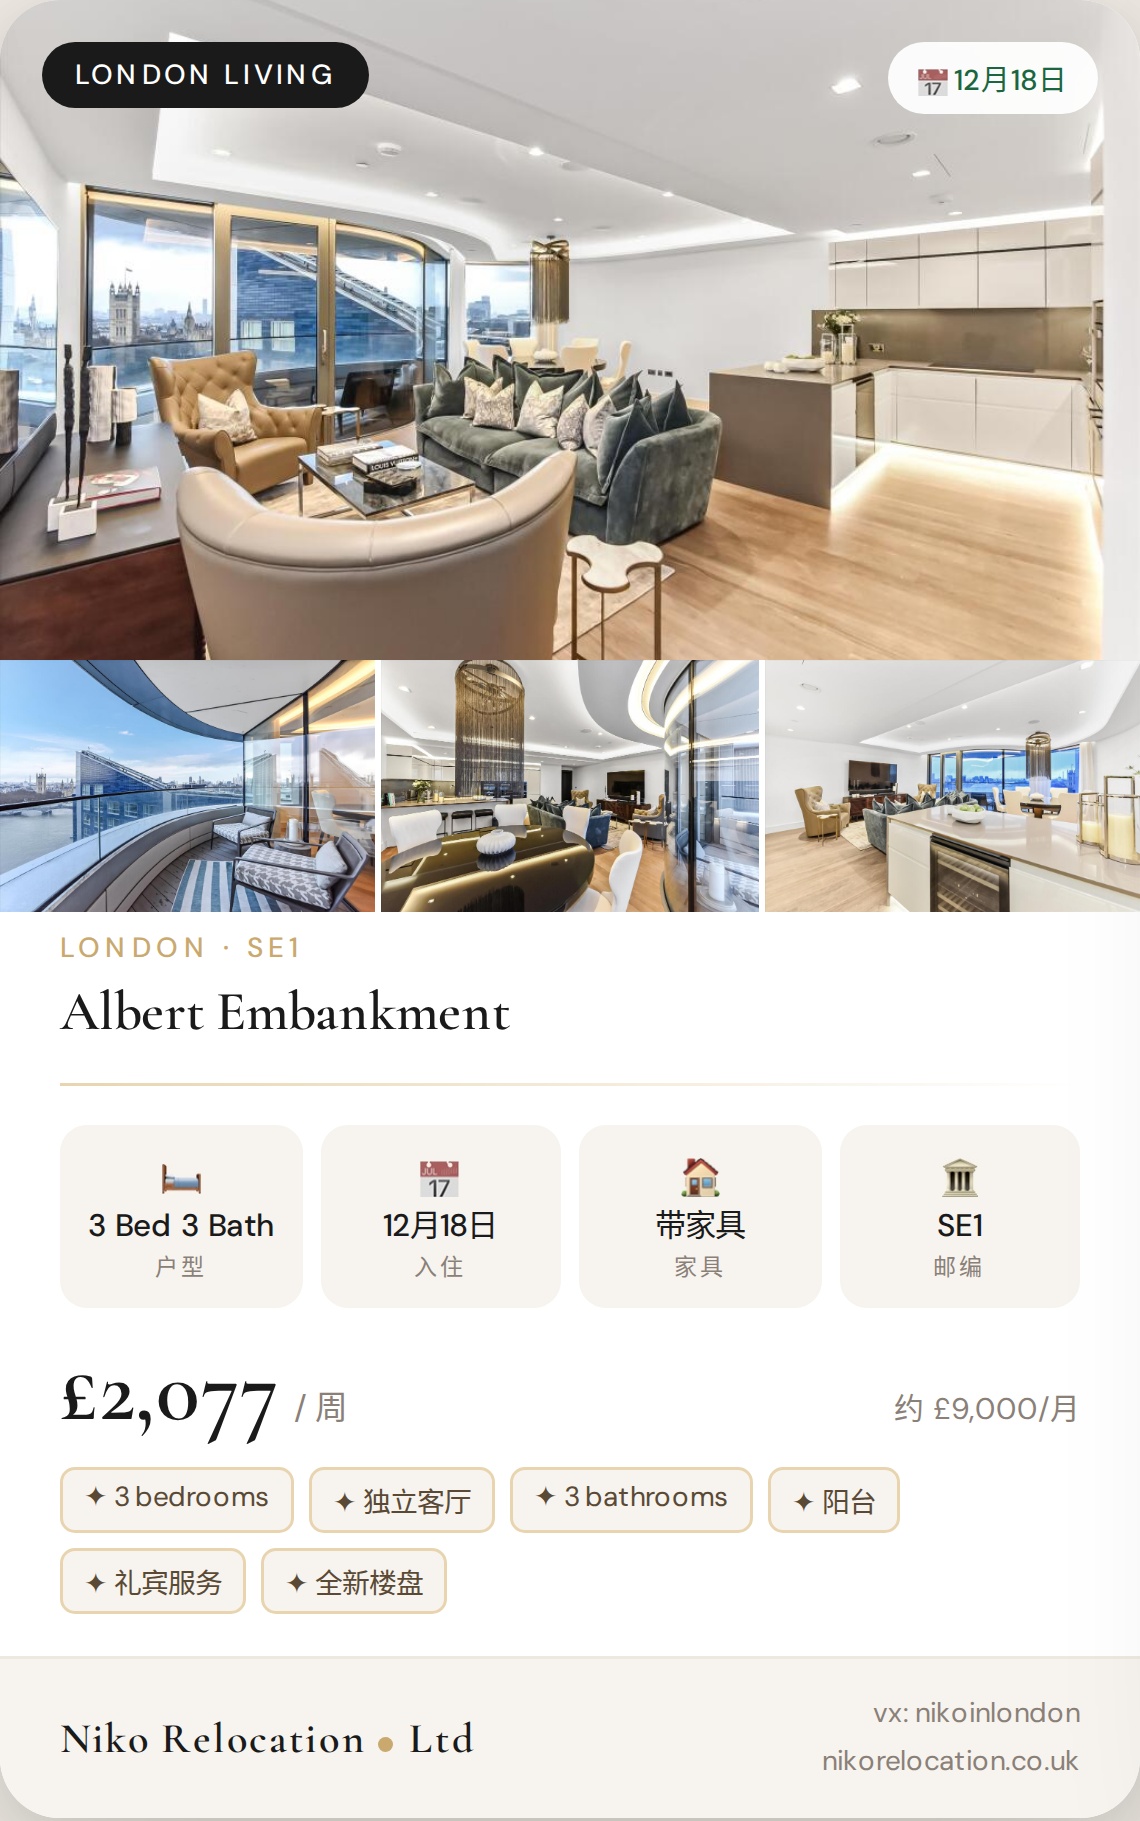 LONDON LIVING
12月18日
LOUIS VUITTON
LONDON · SE1
Albert Embankment
3 Bed 3 Bath
户型
12月18日
入住
带家具
家具
SE1
邮编
£2,077 / 周
约 £9,000/月
✦ 3 bedrooms
✦ 独立客厅
✦ 3 bathrooms
✦ 阳台
✦ 礼宾服务
✦ 全新楼盘
Niko Relocation • Ltd
vx: nikoinlondon
nikorelocation.co.uk